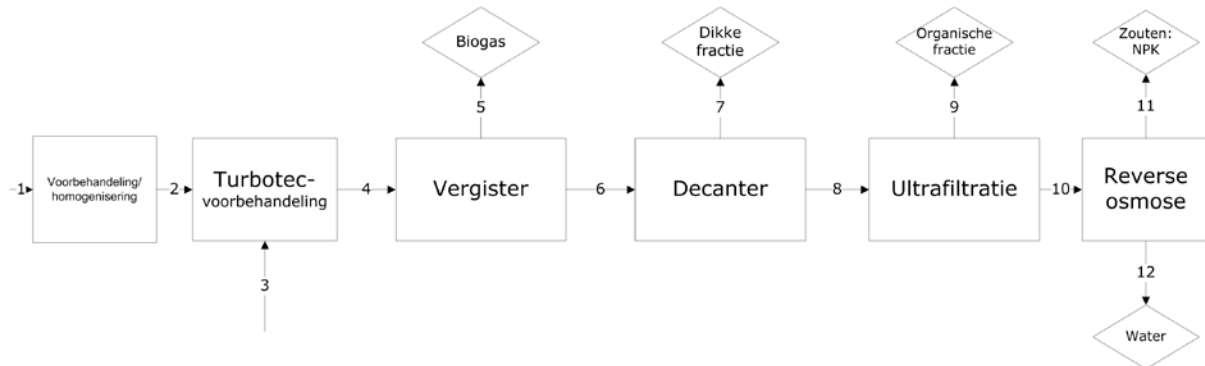 Biogas
Dikke
fractie
Organische
fractie
Zouten:
NPK
5
7
9
11
1
Voorbehandeling/
homogenisering
2
Turbotec-
voorbehandeling
4
Vergister
6
Decanter
8
Ultrafiltratie
10
Reverse
osmose
3
12
Water